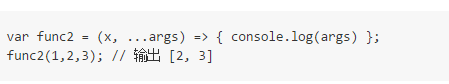 var func2 = (x, ...args) => { console.log(args) };
func2(1,2,3); // 输出 [2, 3]